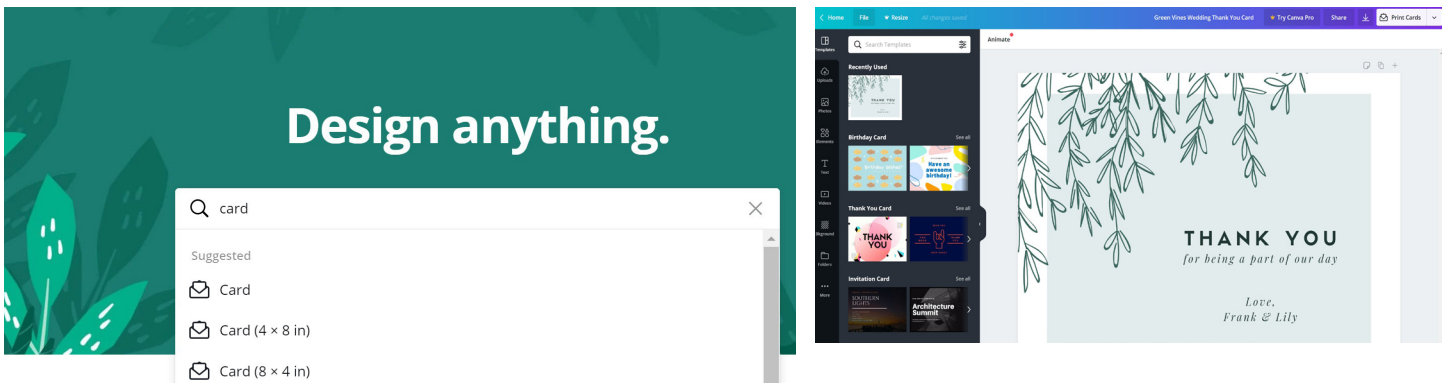 Design anything.
card
Suggested
Card
Card (4 × 8 in)
Card (8 × 4 in)
Home File Resize All changes saved Green Vines Wedding Thank You Card Try Canva Pro Share Print Cards
Templates
Uploads
Photos
Elements
Text
Videos
Bkground
Folders
More
Search Templates
Recently Used
THANK YOU
Birthday Card See all
Have an
awesome
birthday!
Thank You Card See all
THANK
YOU
Invitation Card See all
SOUTHERN
LIGHTS
Architecture
Summit
Animate
THANK YOU
for being a part of our day
Love,
Frank & Lily